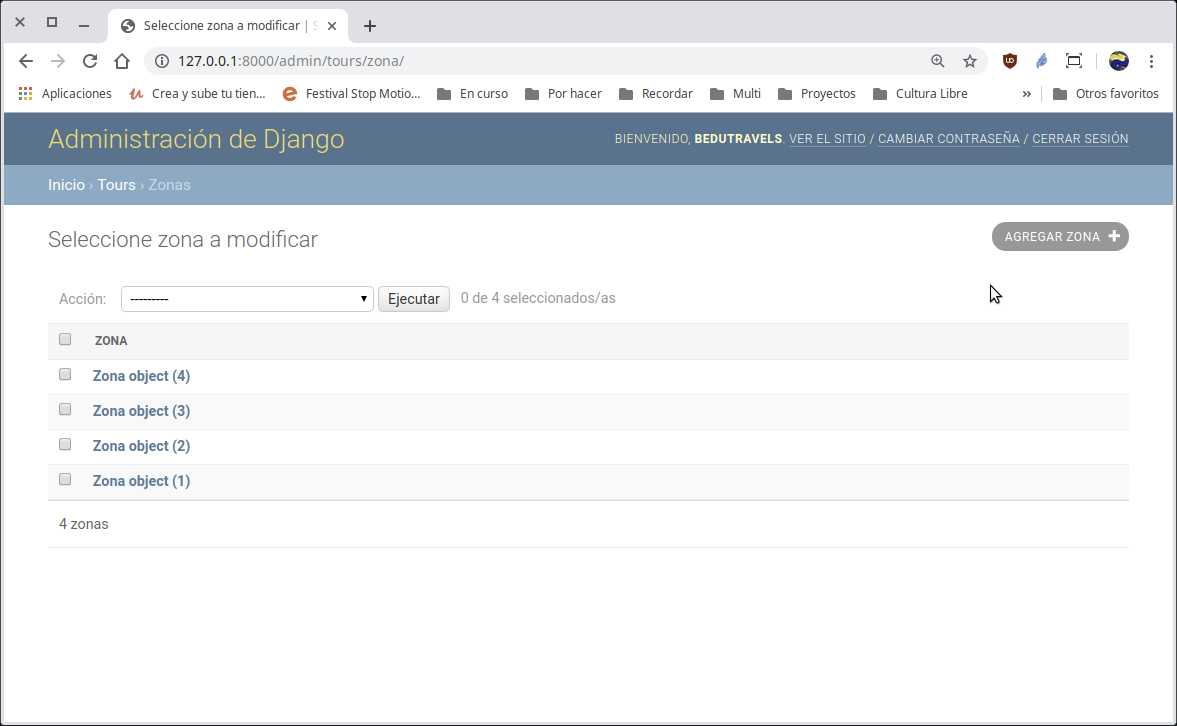 Seleccione zona a modificar | S
127.0.0.1:8000/admin/tours/zona/
Aplicaciones Crea y sube tu tien... Festival Stop Motio... En curso Por hacer Recordar Multi Proyectos Cultura Libre » Otros favoritos
Administración de Django
BIENVENIDO, BEDUTRAVELS. VER EL SITIO / CAMBIAR CONTRASEÑA / CERRAR SESIÓN
Inicio › Tours › Zonas
Seleccione zona a modificar
AGREGAR ZONA +
Acción: --------- Ejecutar 0 de 4 seleccionados/as
ZONA
Zona object (4)
Zona object (3)
Zona object (2)
Zona object (1)
4 zonas